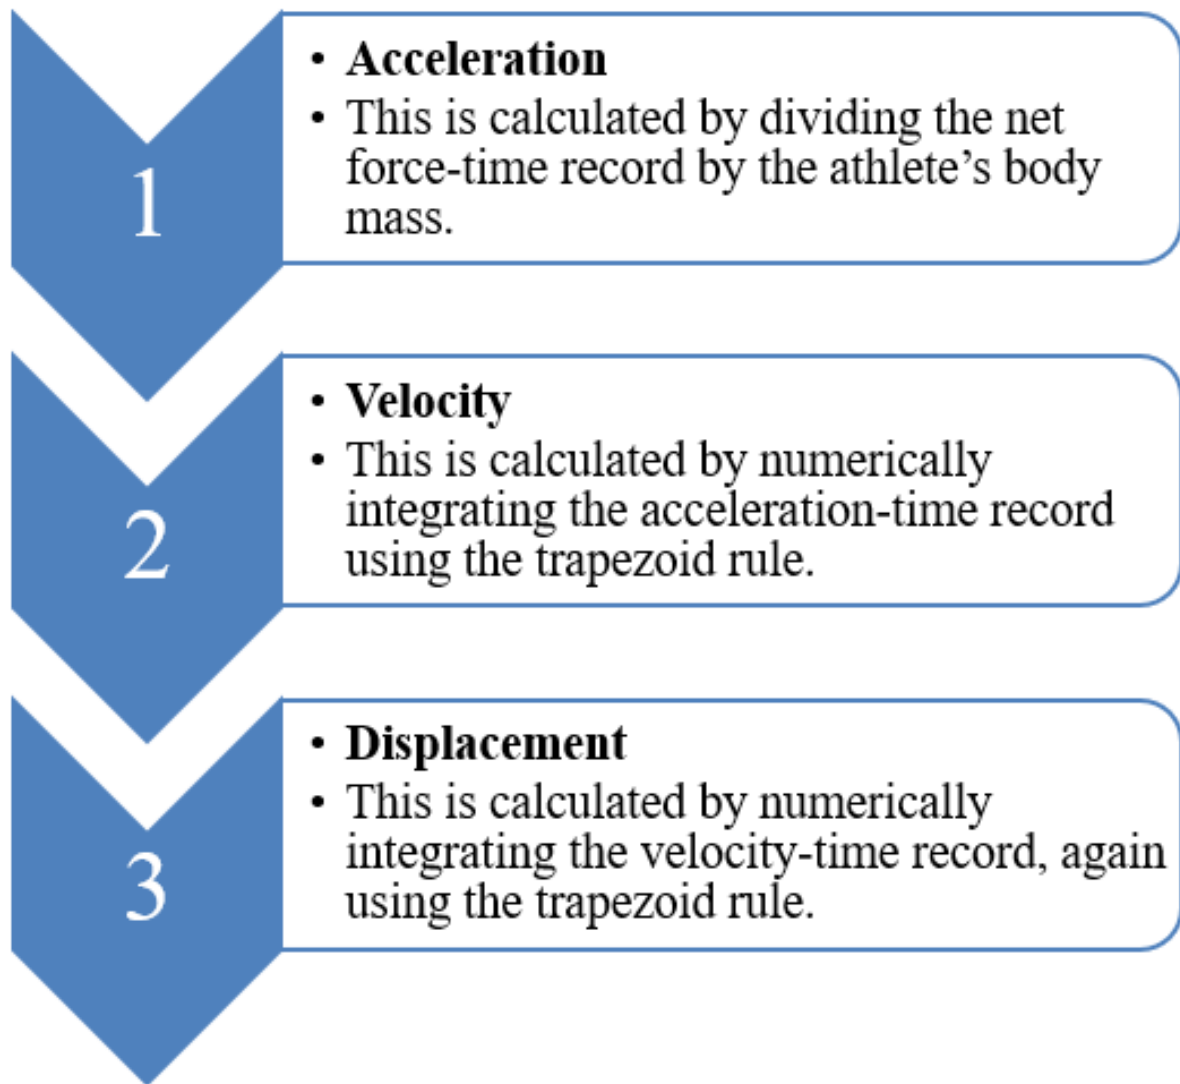 1
• Acceleration
• This is calculated by dividing the net
force-time record by the athlete’s body
mass.
2
• Velocity
• This is calculated by numerically
integrating the acceleration-time record
using the trapezoid rule.
3
• Displacement
• This is calculated by numerically
integrating the velocity-time record, again
using the trapezoid rule.